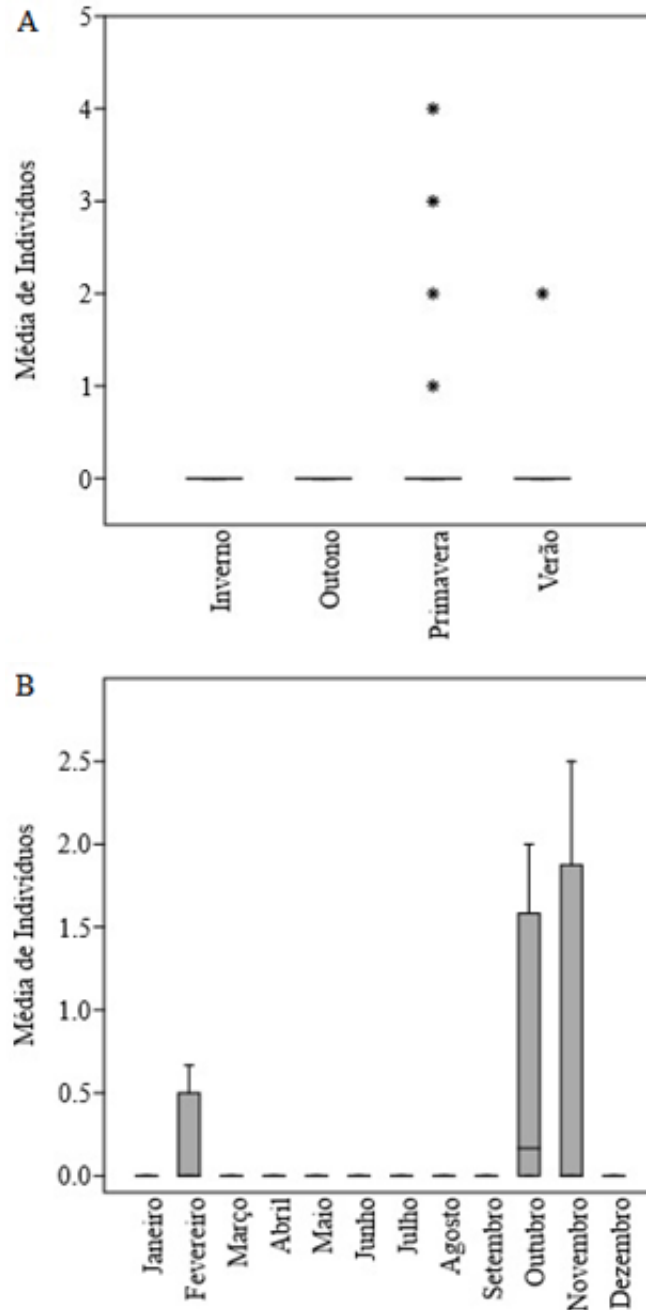 A
Média de Indivíduos
5
4
3
2
1
0
Inverno
Outono
Primavera
Verão
B
Média de Indivíduos
2.5
2.0
1.5
1.0
0.5
0.0
Janeiro
Fevereiro
Março
Abril
Maio
Junho
Julho
Agosto
Setembro
Outubro
Novembro
Dezembro